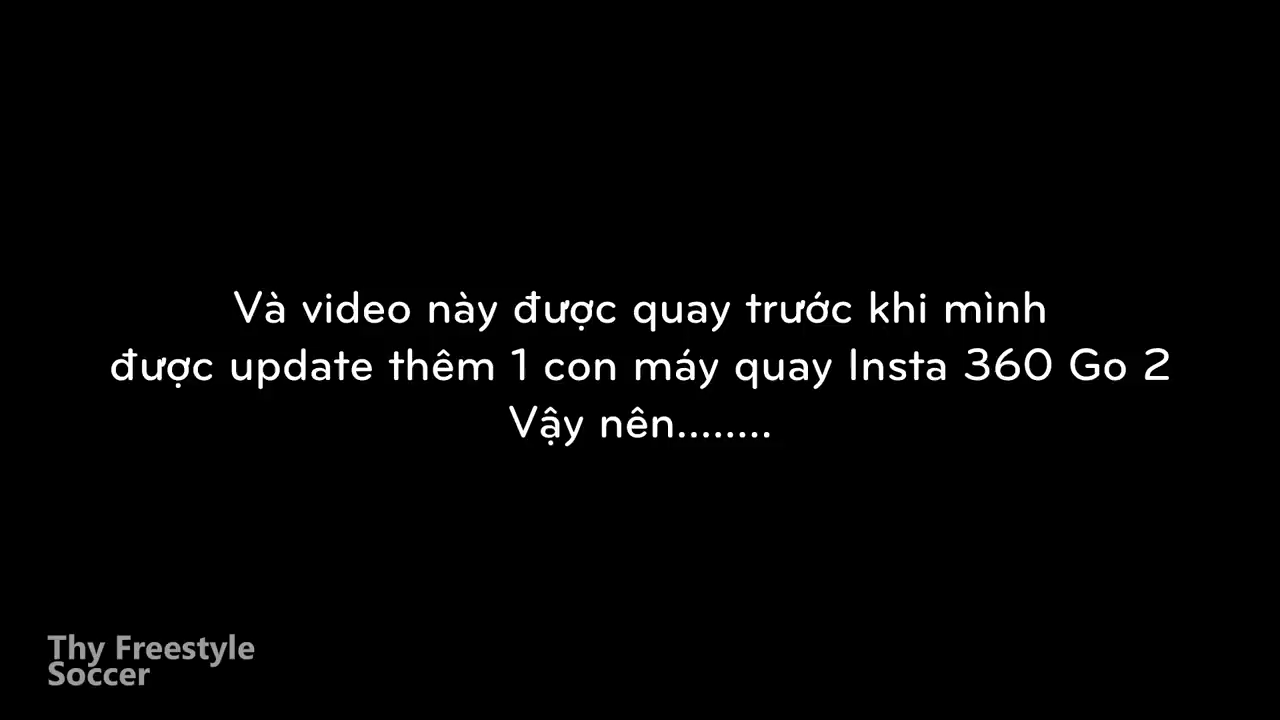 Và video này được quay trước khi mình
được update thêm 1 con máy quay Insta 360 Go 2
Vậy nên........
Thy Freestyle
Soccer